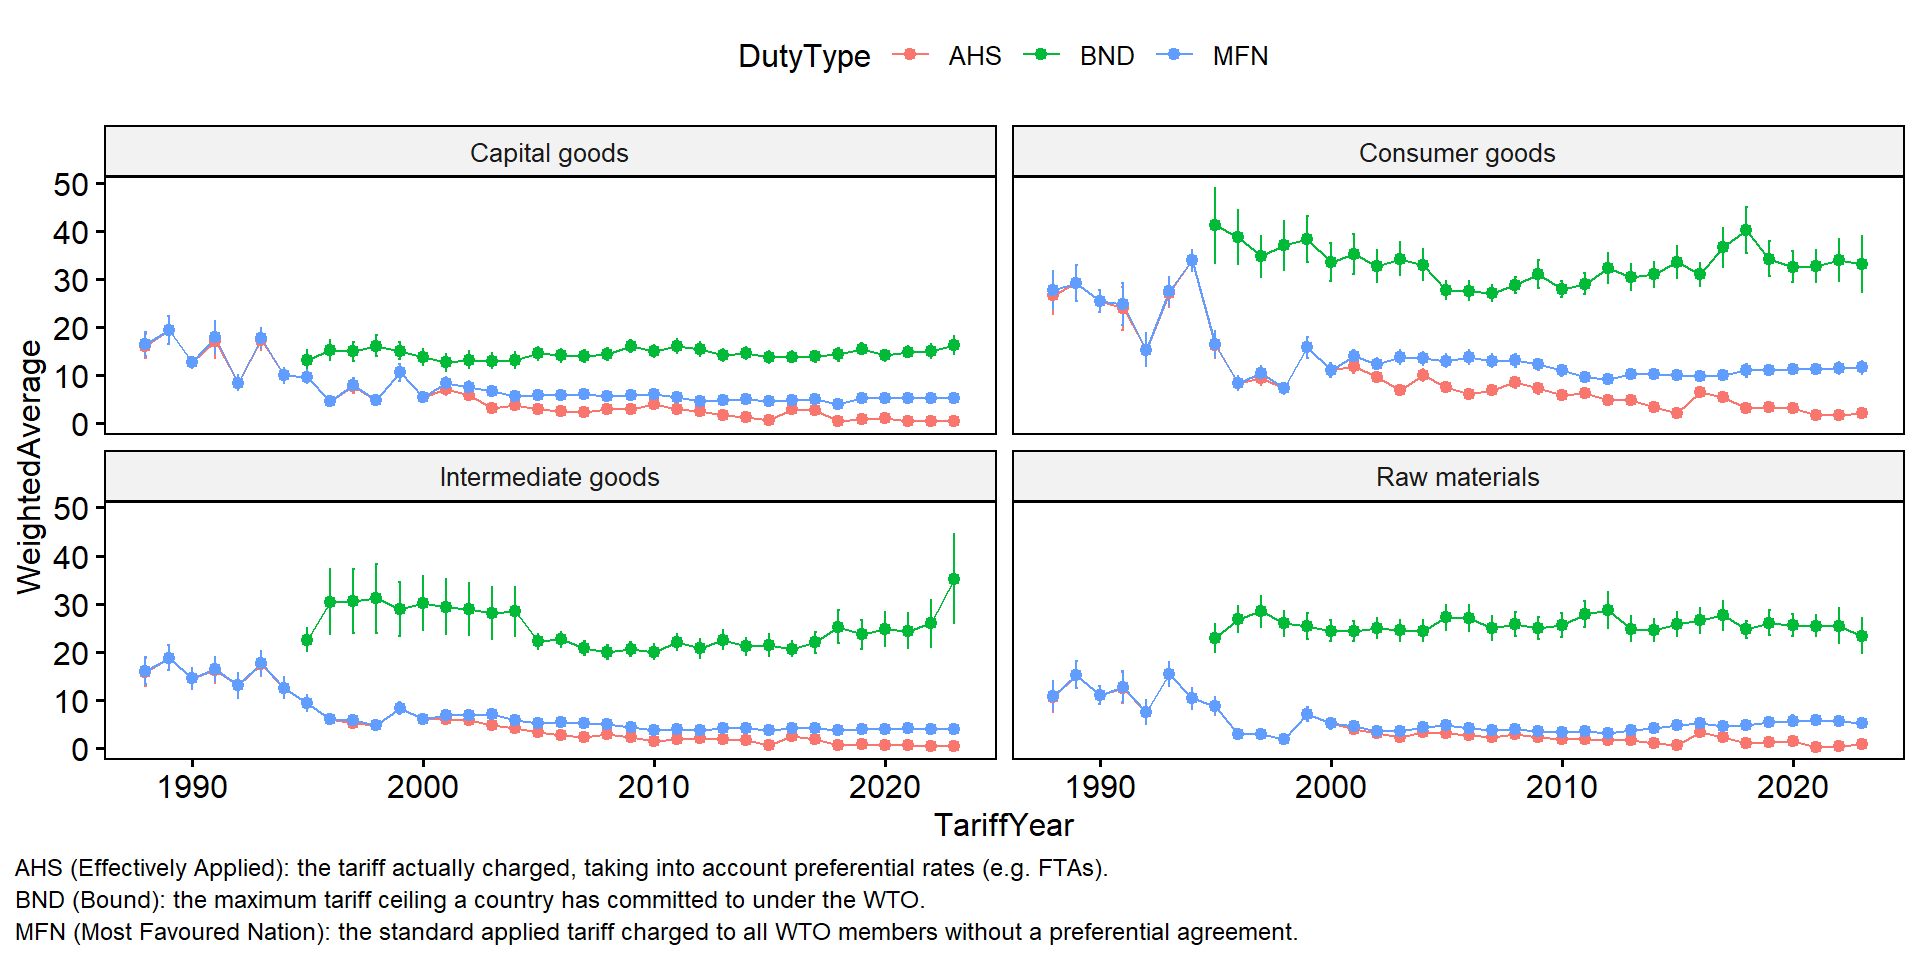 DutyType AHS BND MFN
Capital goods
Consumer goods
50
40
30
20
10
0
Intermediate goods
Raw materials
50
40
30
20
10
0
WeightedAverage
1990 2000 2010 2020
1990 2000 2010 2020
TariffYear
AHS (Effectively Applied): the tariff actually charged, taking into account preferential rates (e.g. FTAs).
BND (Bound): the maximum tariff ceiling a country has committed to under the WTO.
MFN (Most Favoured Nation): the standard applied tariff charged to all WTO members without a preferential agreement.